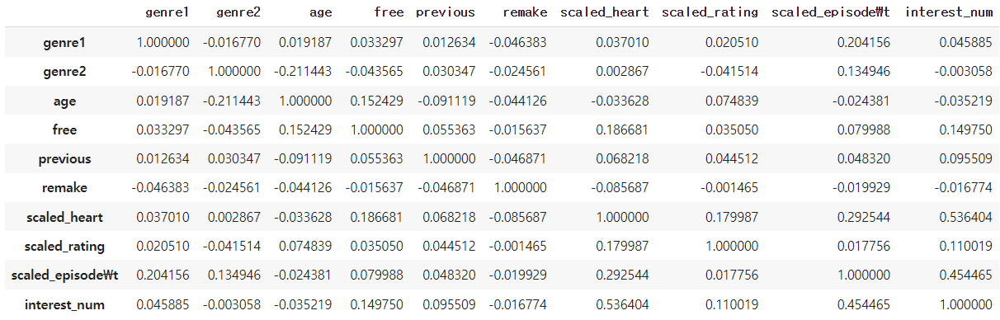 genre1 genre2 age free previous remake scaled_heart scaled_rating scaled_episode₩t interest_num
genre1 1.000000 -0.016770 0.019187 0.033297 0.012634 -0.046383 0.037010 0.020510 0.204156 0.045885
genre2 -0.016770 1.000000 -0.211443 -0.043565 0.030347 -0.024561 0.002867 -0.041514 0.134946 -0.003058
age 0.019187 -0.211443 1.000000 0.152429 -0.091119 -0.044126 -0.033628 0.074839 -0.024381 -0.035219
free 0.033297 -0.043565 0.152429 1.000000 0.055363 -0.015637 0.186681 0.035050 0.079988 0.149750
previous 0.012634 0.030347 -0.091119 0.055363 1.000000 -0.046871 0.068218 0.044512 0.048320 0.095509
remake -0.046383 -0.024561 -0.044126 -0.015637 -0.046871 1.000000 -0.085687 -0.001465 -0.019929 -0.016774
scaled_heart 0.037010 0.002867 -0.033628 0.186681 0.068218 -0.085687 1.000000 0.179987 0.292544 0.536404
scaled_rating 0.020510 -0.041514 0.074839 0.035050 0.044512 -0.001465 0.179987 1.000000 0.017756 0.110019
scaled_episode₩t 0.204156 0.134946 -0.024381 0.079988 0.048320 -0.019929 0.292544 0.017756 1.000000 0.454465
interest_num 0.045885 -0.003058 -0.035219 0.149750 0.095509 -0.016774 0.536404 0.110019 0.454465 1.000000